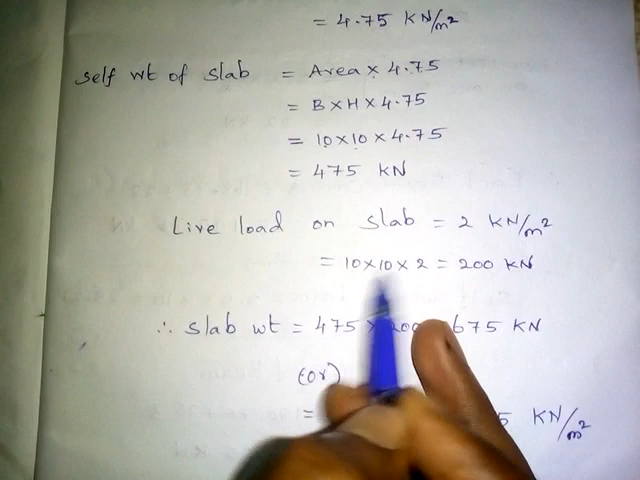 = 4.75 KN/m²
self wt of slab = Area × 4.75
= B×H×4.75
= 10×10×4.75
= 475 KN
Live load on slab = 2 KN/m²
= 10×10×2 = 200 KN
∴ slab wt = 475 × 200 675 KN
(or)
= 5 KN/m²